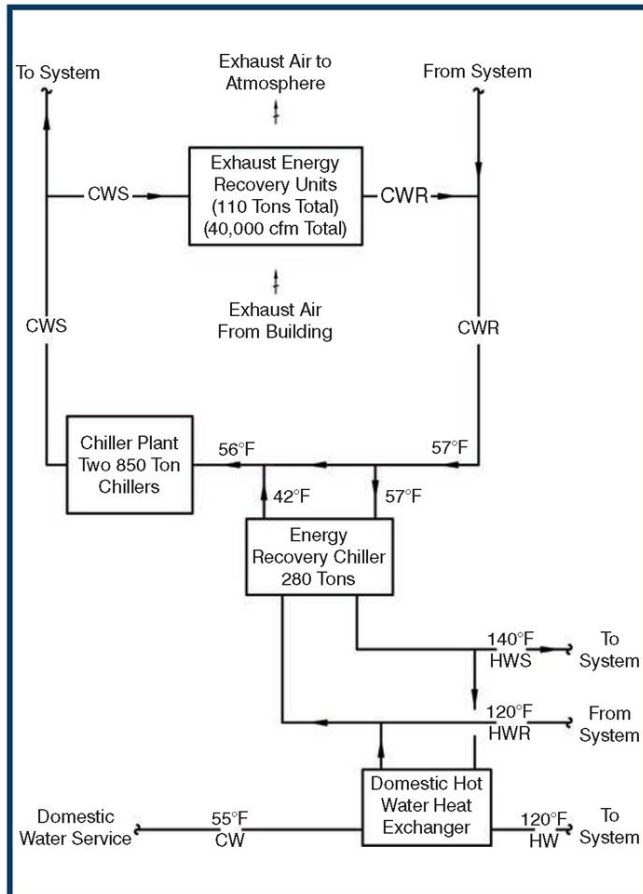 To System
Exhaust Air to
Atmosphere
From System
CWS
Exhaust Energy
Recovery Units
(110 Tons Total)
(40,000 cfm Total)
CWR
Exhaust Air
From Building
CWS
CWR
Chiller Plant
Two 850 Ton
Chillers
56°F
57°F
42°F
57°F
Energy
Recovery Chiller
280 Tons
140°F
HWS
To
System
120°F
HWR
From
System
Domestic
Water Service
55°F
CW
Domestic Hot
Water Heat
Exchanger
120°F
HW
To
System